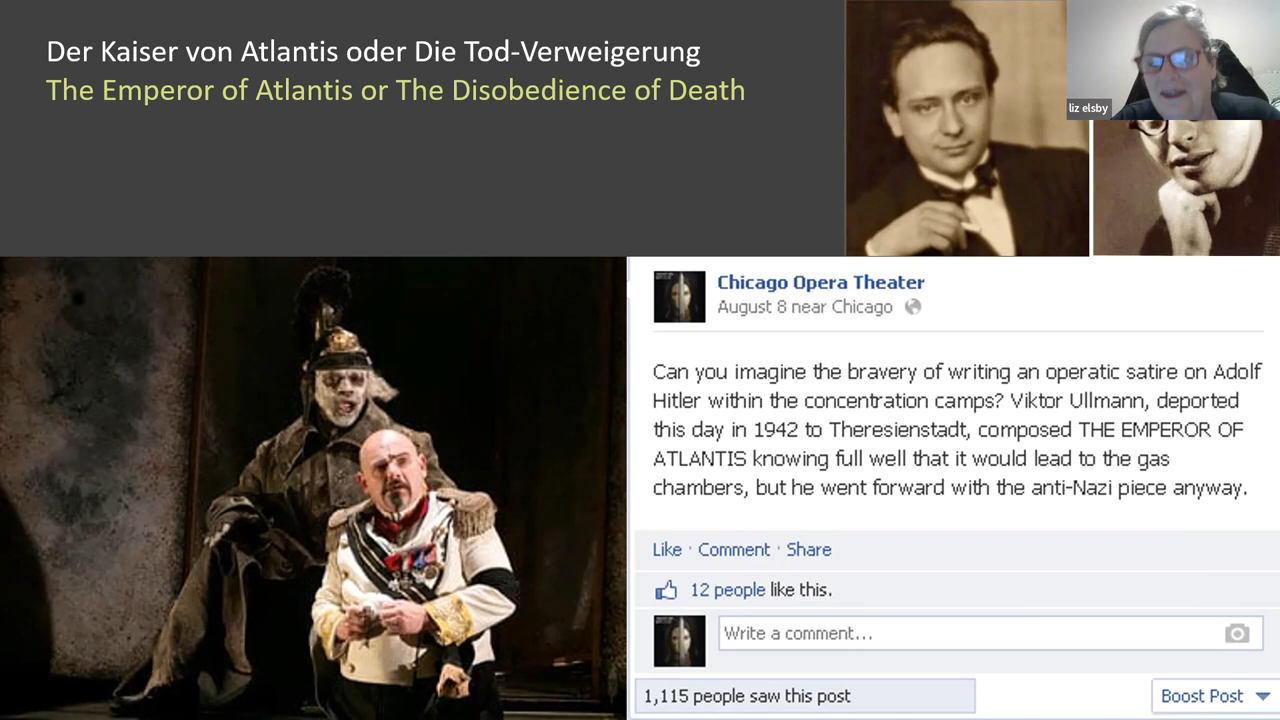 Der Kaiser von Atlantis oder Die Tod-Verweigerung
The Emperor of Atlantis or The Disobedience of Death
liz elsby
Chicago Opera Theater
August 8 near Chicago
Can you imagine the bravery of writing an operatic satire on Adolf
Hitler within the concentration camps? Viktor Ullmann, deported
this day in 1942 to Theresienstadt, composed THE EMPEROR OF
ATLANTIS knowing full well that it would lead to the gas
chambers, but he went forward with the anti-Nazi piece anyway.
Like · Comment · Share
12 people like this.
Write a comment...
1,115 people saw this post
Boost Post